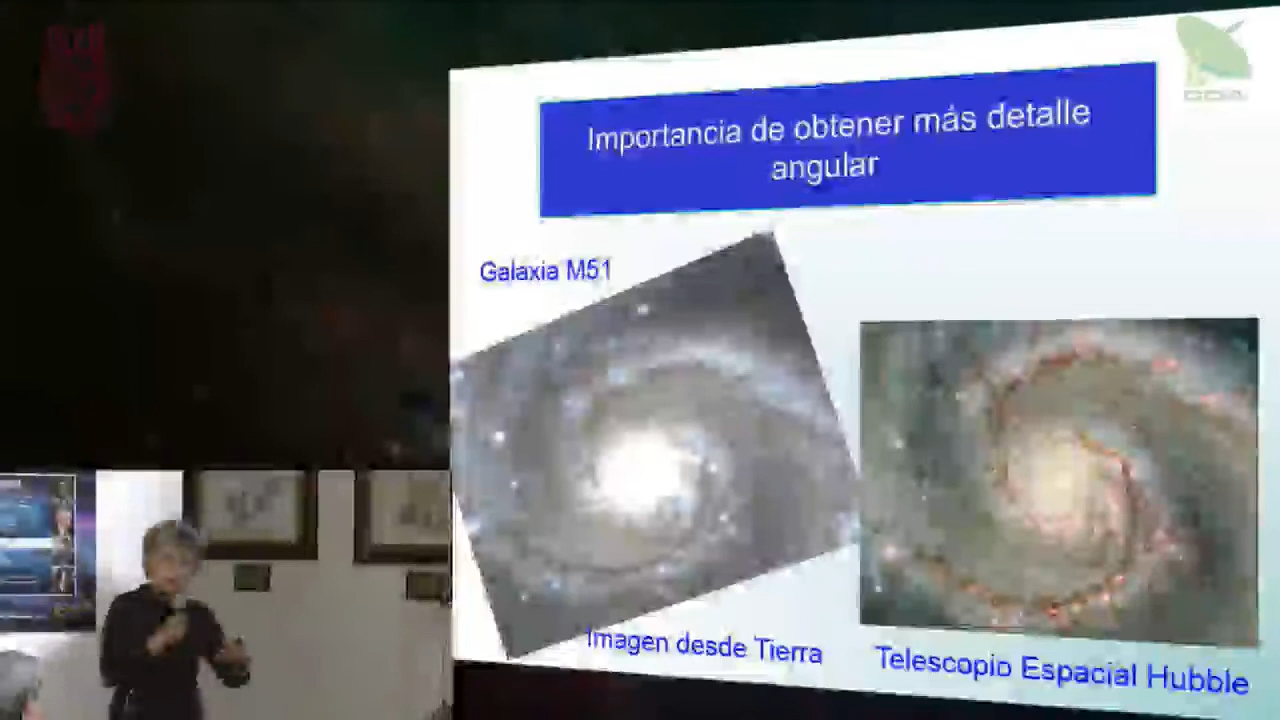 Importancia de obtener más detalle
angular
Galaxia M51
Imagen desde Tierra
Telescopio Espacial Hubble